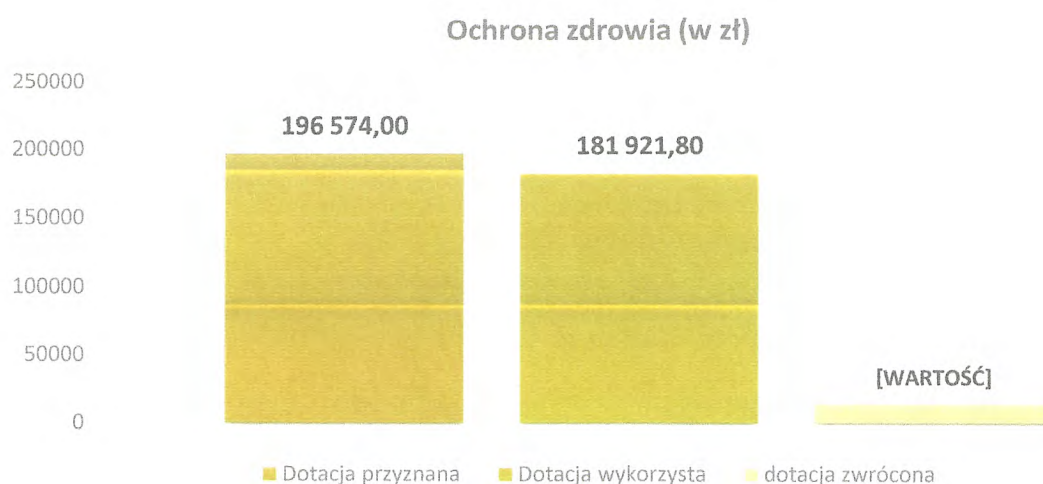 Ochrona zdrowia (w zł)
250000
200000
150000
100000
50000
0
196 574,00
181 921,80
[WARTOŚĆ]
Dotacja przyznana
Dotacja wykorzysta
dotacja zwrócona